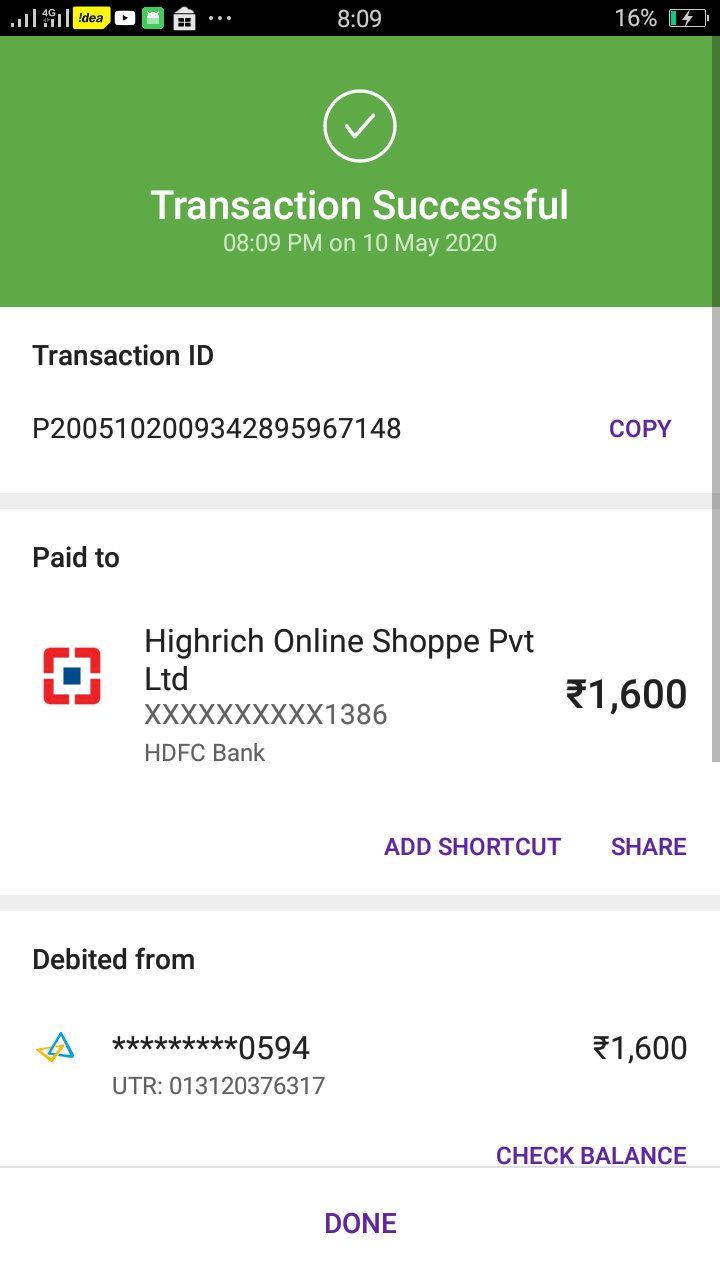 4G
!dea
8:09
16%
Transaction Successful
08:09 PM on 10 May 2020
Transaction ID
P2005102009342895967148
COPY
Paid to
Highrich Online Shoppe Pvt
Ltd
XXXXXXXXXX1386
HDFC Bank
₹1,600
ADD SHORTCUT
SHARE
Debited from
*********0594
₹1,600
UTR: 013120376317
CHECK BALANCE
DONE